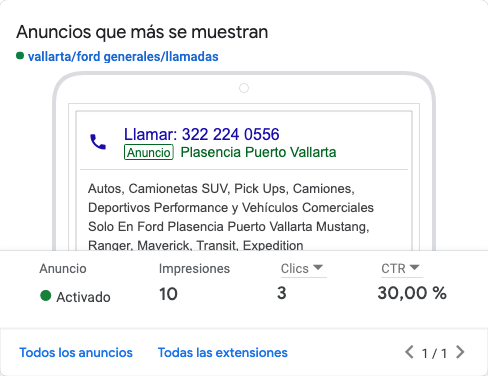 Anuncios que más se muestran
vallarta/ford generales/llamadas
Llamar: 322 224 0556
Anuncio Plasencia Puerto Vallarta
Autos, Camionetas SUV, Pick Ups, Camiones,
Deportivos Performance y Vehículos Comerciales
Solo En Ford Plasencia Puerto Vallarta Mustang,
Ranger, Maverick, Transit, Expedition
Anuncio Impresiones Clics CTR
Activado 10 3 30,00 %
Todos los anuncios Todas las extensiones 1 / 1